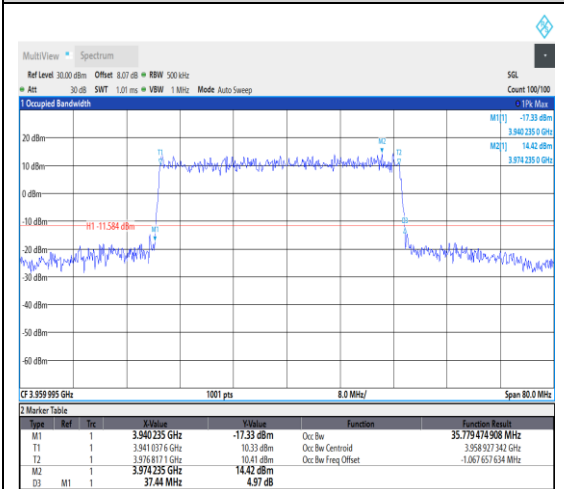 MultiView Spectrum
Ref Level 30.00 dBm Offset 8.07 dB RBW 500 kHz SGL
Att 30 dB SWT 1.01 ms VBW 1 MHz Mode Auto Sweep Count 100/100
1 Occupied Bandwidth 1Pk Max
M1[1] -17.33 dBm
3.940 235 0 GHz
M2[1] 14.42 dBm
3.974 235 0 GHz
20 dBm
M2
T1 T2
10 dBm
0 dBm
-10 dBm
H1 -11.584 dBm
M1 D3
-20 dBm
-30 dBm
-40 dBm
-50 dBm
-60 dBm
CF 3.959 995 GHz 1001 pts 8.0 MHz/ Span 80.0 MHz
2 Marker Table
Type Ref Trc X-Value Y-Value Function Function Result
M1 1 3.940 235 GHz -17.33 dBm Occ Bw 35.779 474 908 MHz
T1 1 3.941 037 6 GHz 10.33 dBm Occ Bw Centroid 3.958 927 342 GHz
T2 1 3.976 817 1 GHz 10.41 dBm Occ Bw Freq Offset -1.067 657 634 MHz
M2 1 3.974 235 GHz 14.42 dBm
D3 M1 1 37.44 MHz 4.97 dB